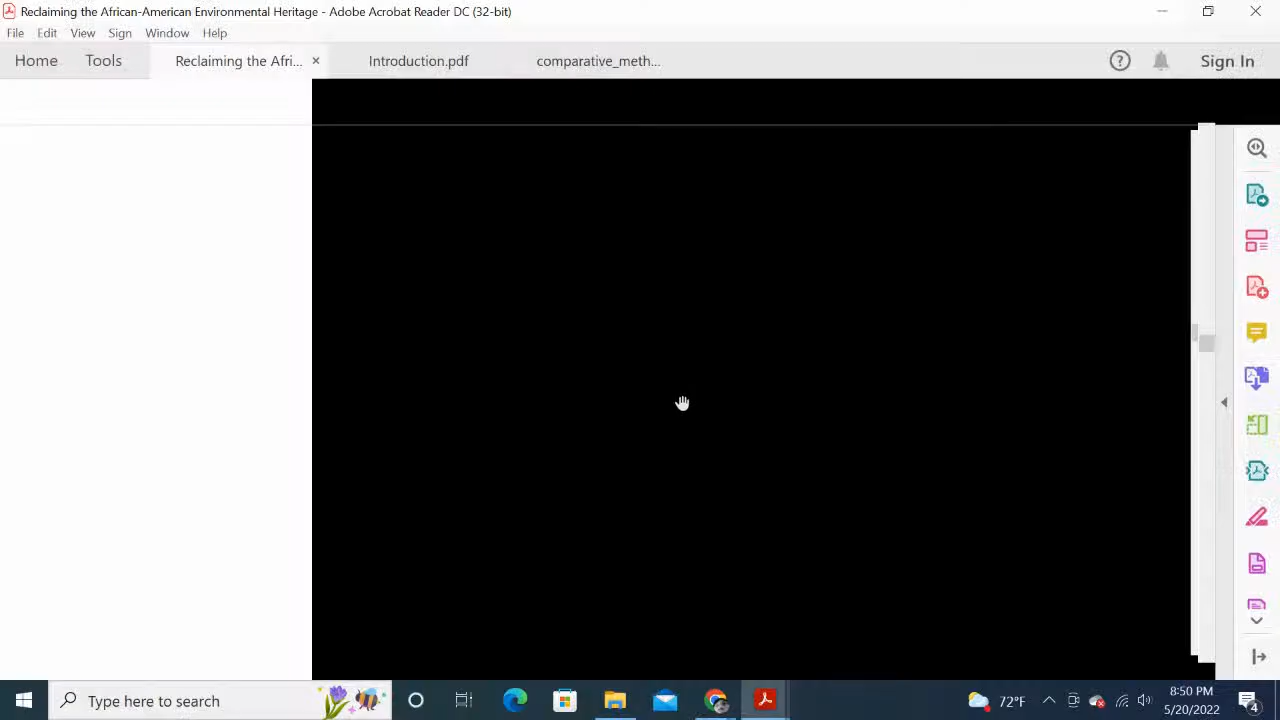 Reclaiming the African-American Environmental Heritage - Adobe Acrobat Reader DC (32-bit)
File Edit View Sign Window Help
Home Tools Reclaiming the Afri... × Introduction.pdf comparative_meth... ? Sign In
Type here to search 72°F 8:50 PM
5/20/2022 4